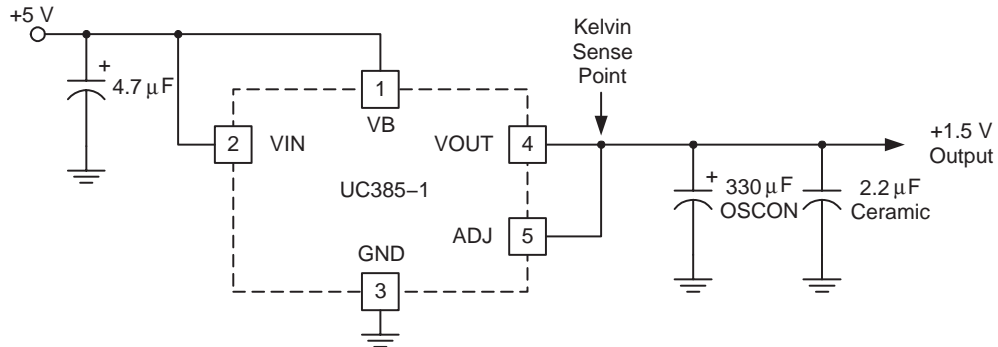 +5 V
Kelvin
Sense
Point
+
4.7 µF
1
VB
2
VIN
VOUT
4
+1.5 V
Output
UC385–1
+
330 µF
OSCON
2.2 µF
Ceramic
ADJ
5
GND
3